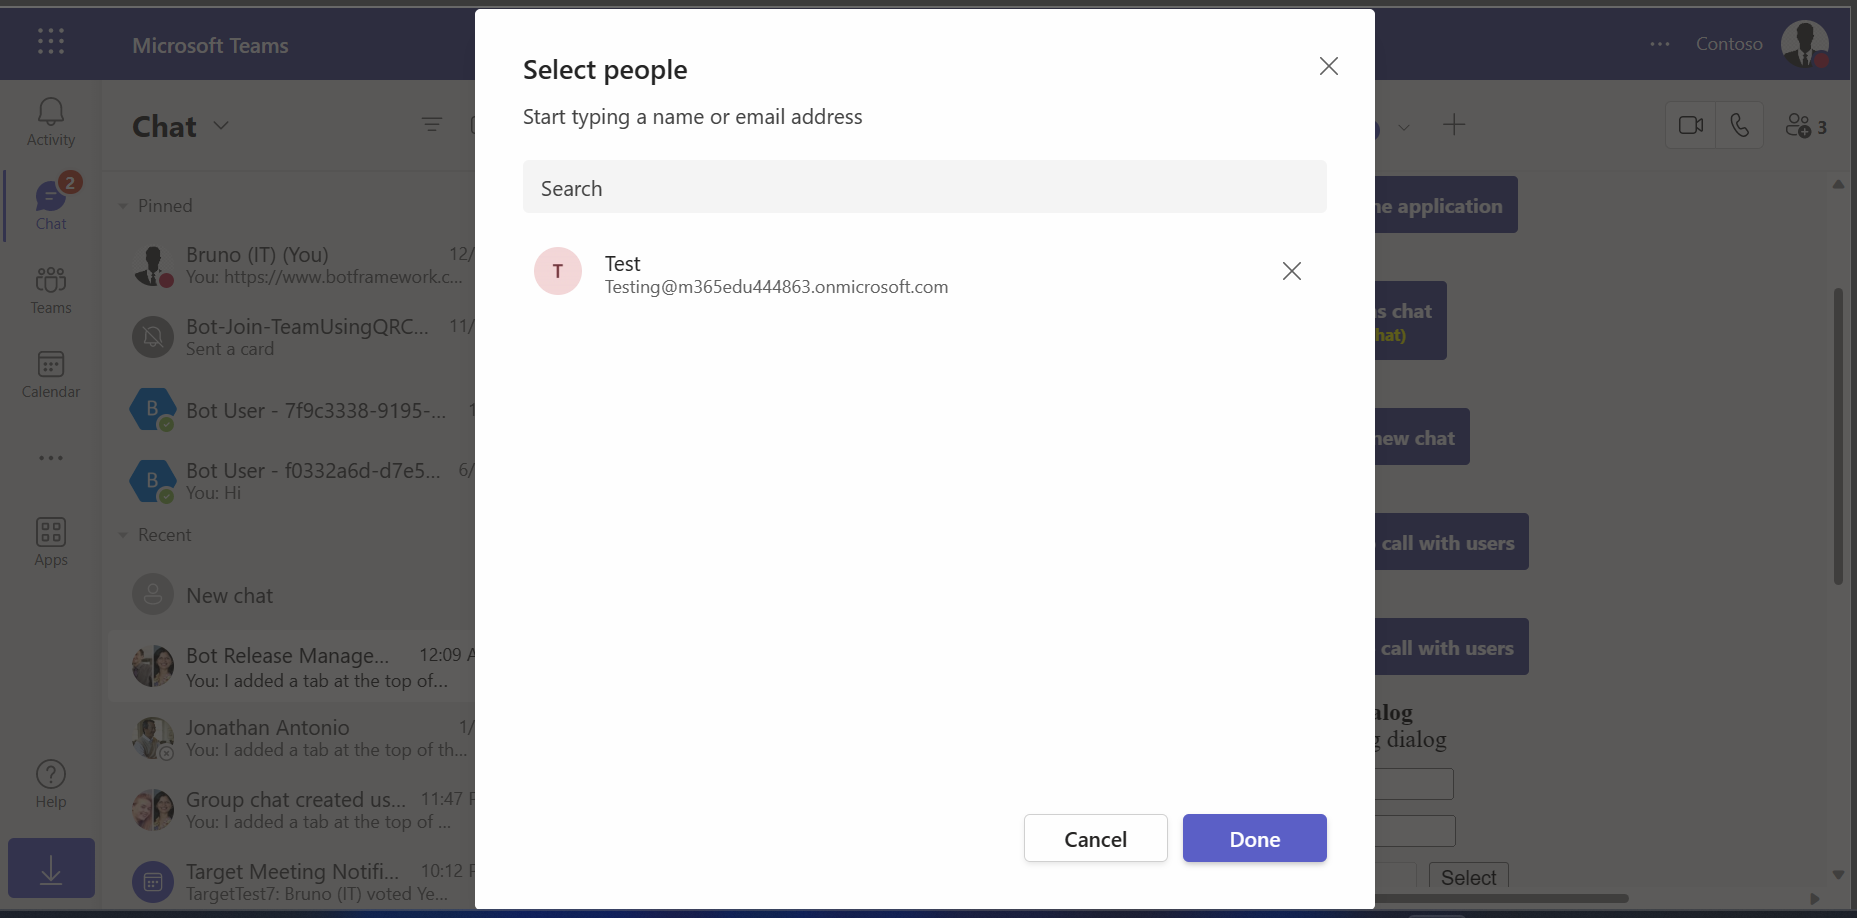 Microsoft Teams
Contoso
Activity
2
Chat
Teams
Calendar
Apps
Help
Chat
Pinned
Bruno (IT) (You)
12/
You: https://www.botframework.c...
Bot-Join-TeamUsingQRC...
11/
Sent a card
B
Bot User - 7f9c3338-9195-...
1
B
Bot User - f0332a6d-d7e5...
6/
You: Hi
Recent
New chat
Bot Release Manage...
12:09 A
You: I added a tab at the top of...
Jonathan Antonio
1/
You: I added a tab at the top of th...
Group chat created us...
11:47
You: I added a tab at the top of ...
Target Meeting Notifi...
10:12
TargetTest7: Bruno (IT) voted Ye...
Select people
Start typing a name or email address
Search
T
Test
Testing@m365edu444863.onmicrosoft.com
Cancel
Done
3
application
chat
hat)
new chat
call with users
call with users
alog
dialog
Select